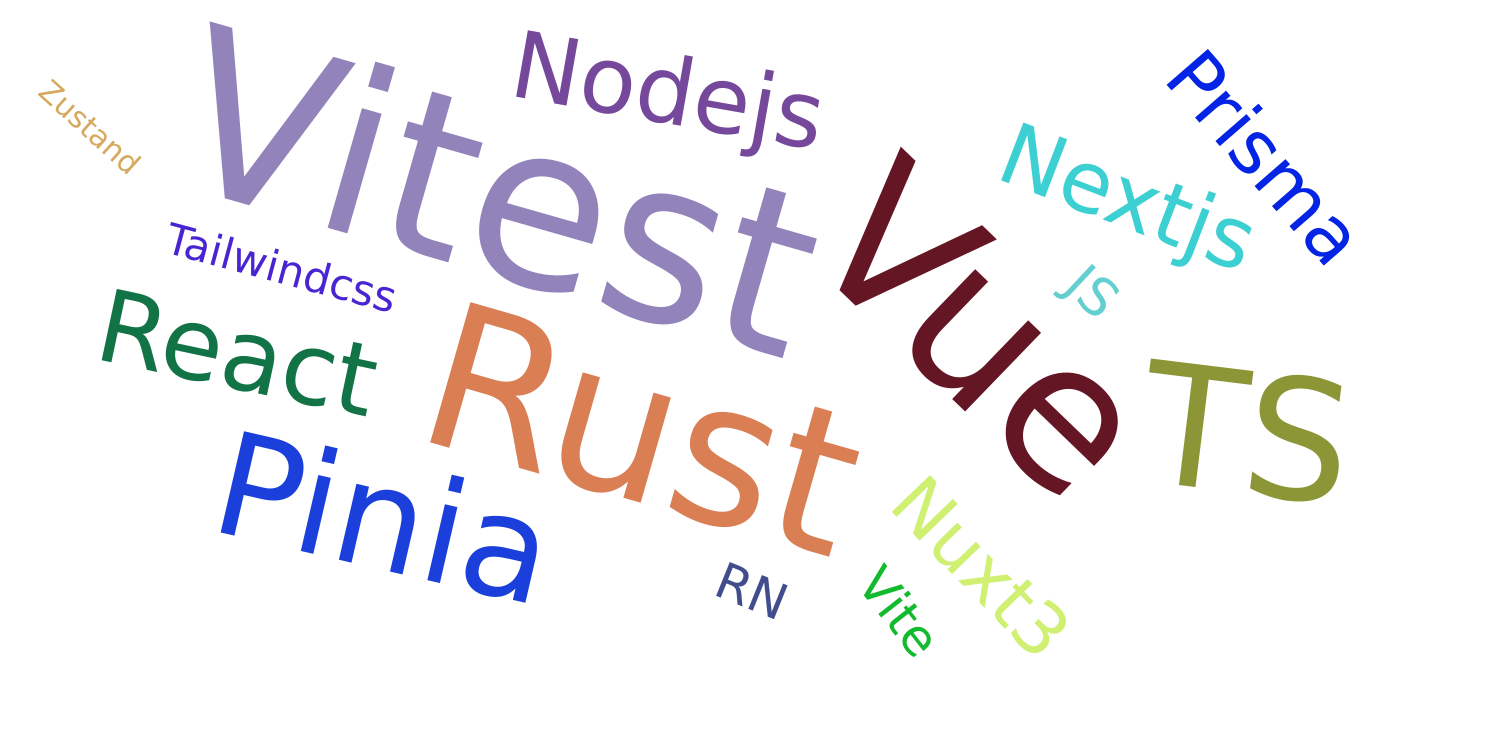 Vitest
Nodejs
Prisma
Zustand
Nextjs
Vue
Tailwindcss
Js
React
Rust
TS
Pinia
Nuxt3
RN
Vite